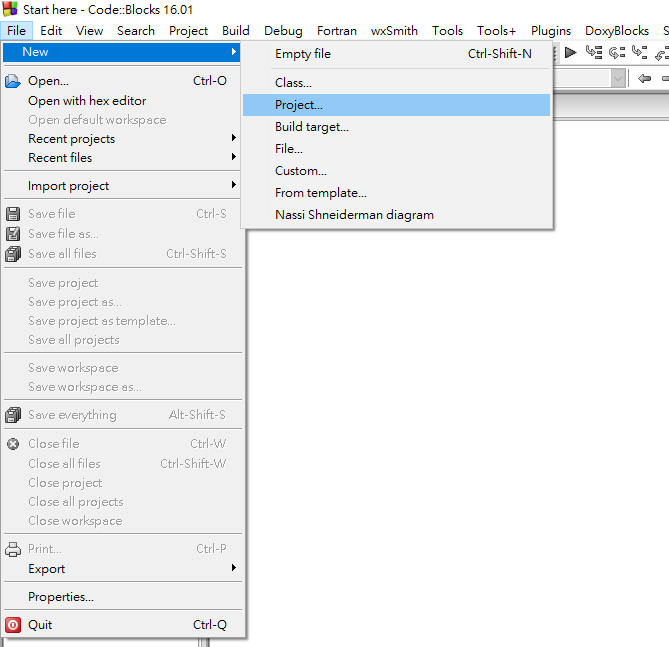 Start here - Code::Blocks 16.01
File Edit View Search Project Build Debug Fortran wxSmith Tools Tools+ Plugins DoxyBlocks S
New
Empty file Ctrl-Shift-N
Class...
Project...
Build target...
File...
Custom...
From template...
Nassi Shneiderman diagram
Open... Ctrl-O
Open with hex editor
Open default workspace
Recent projects
Recent files
Import project
Save file Ctrl-S
Save file as...
Save all files Ctrl-Shift-S
Save project
Save project as...
Save project as template...
Save all projects
Save workspace
Save workspace as...
Save everything Alt-Shift-S
Close file Ctrl-W
Close all files Ctrl-Shift-W
Close project
Close all projects
Close workspace
Print... Ctrl-P
Export
Properties...
Quit Ctrl-Q